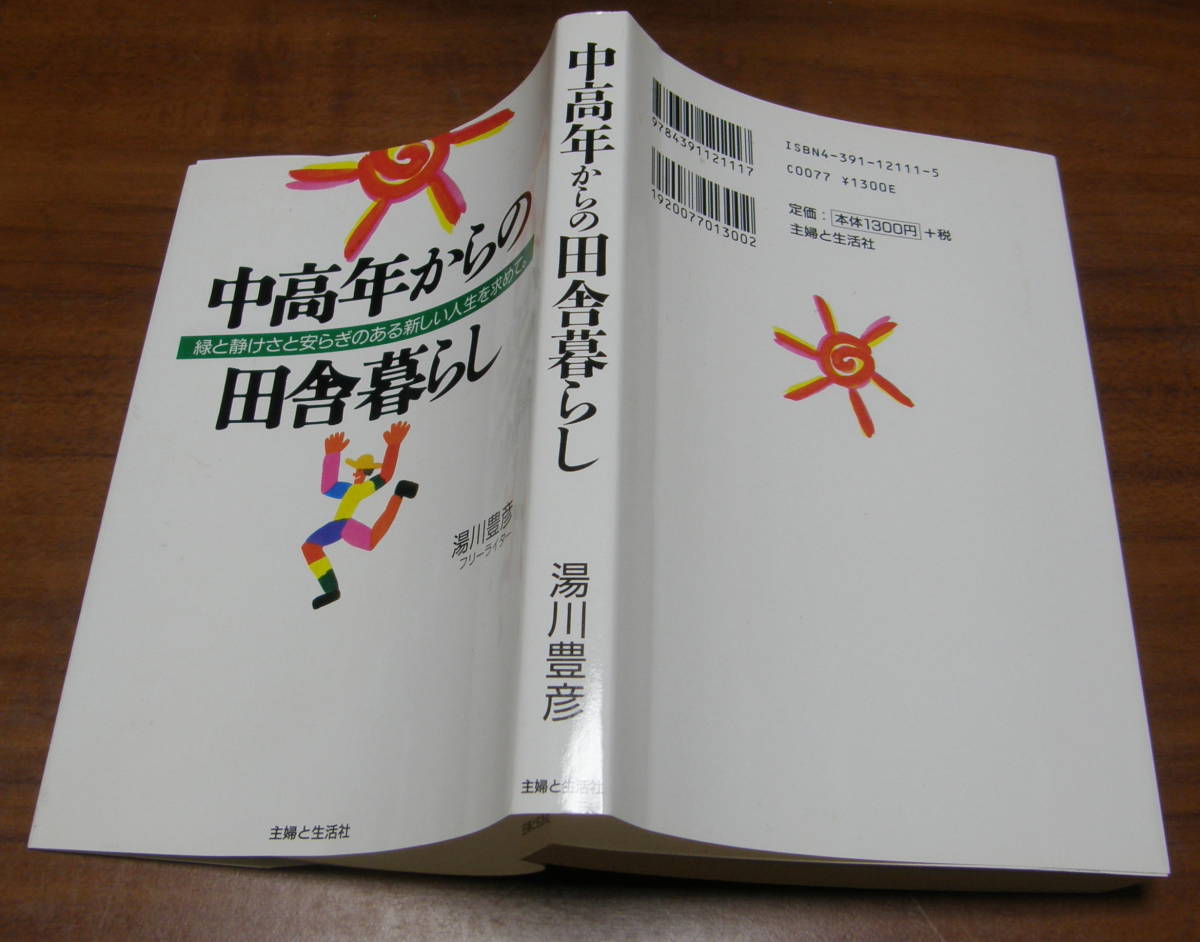 中高年からの
緑と静けさと安らぎのある新しい人生を求めて。
田舎暮らし
湯川豊彦
フリーライター
主婦と生活社
中高年からの田舎暮らし
湯川豊彦
主婦と生活社
9784391121117
1920077013002
ISBN4-391-12111-5
C0077 ¥1300E
定価：本体1300円+税
主婦と生活社